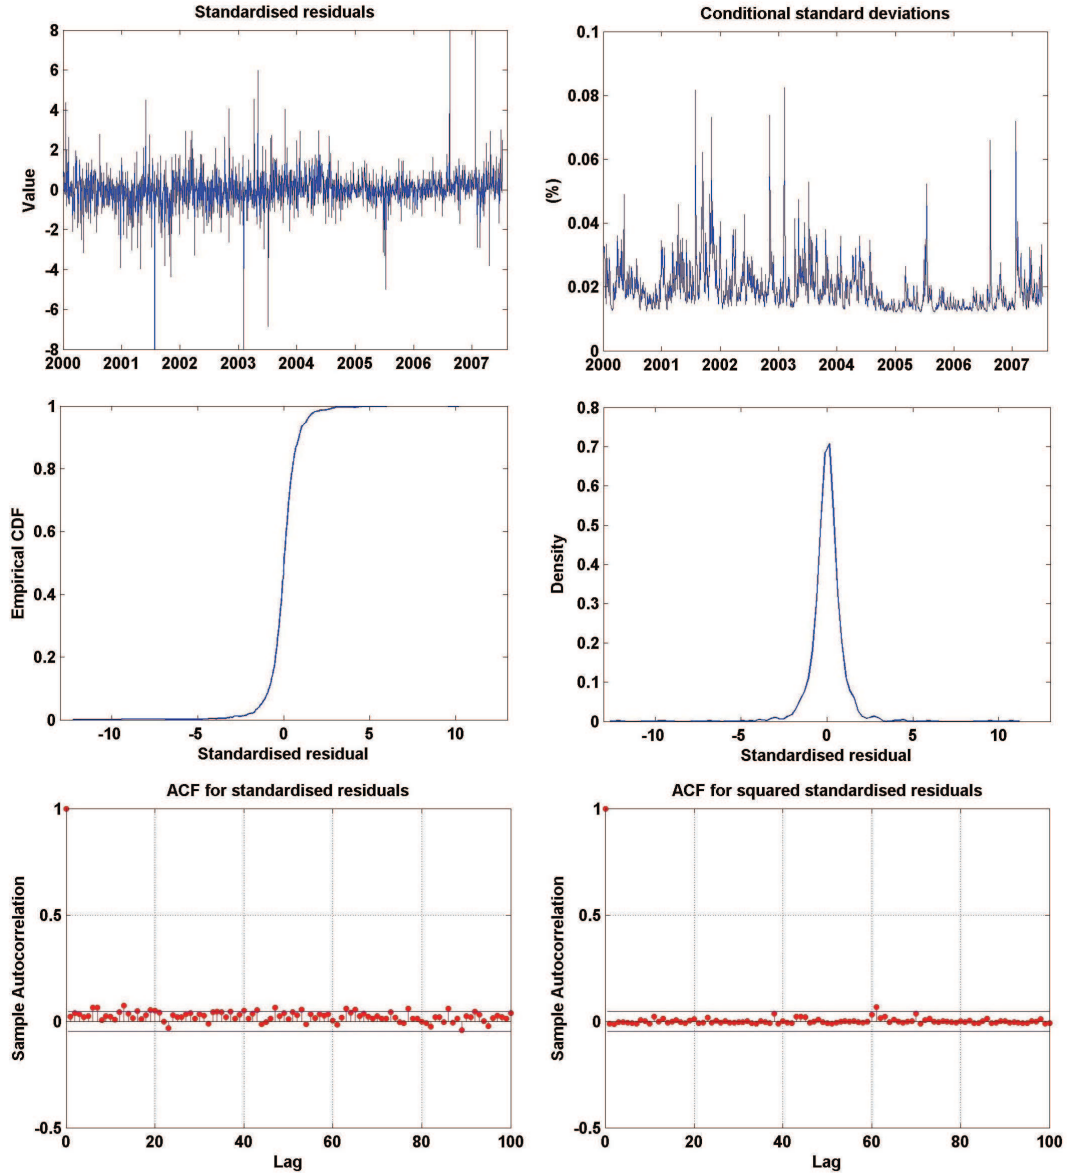 Standardised residuals
8
6
4
2
0
-2
-4
-6
-8
Value
2000 2001 2002 2003 2004 2005 2006 2007
Conditional standard deviations
0.1
0.08
0.06
0.04
0.02
0
(%)
2000 2001 2002 2003 2004 2005 2006 2007
1
0.8
0.6
0.4
0.2
0
Empirical CDF
-10 -5 0 5 10
Standardised residual
0.8
0.7
0.6
0.5
0.4
0.3
0.2
0.1
0
Density
-10 -5 0 5 10
Standardised residual
ACF for standardised residuals
1
0.5
0
-0.5
Sample Autocorrelation
0 20 40 60 80 100
Lag
ACF for squared standardised residuals
1
0.5
0
-0.5
Sample Autocorrelation
0 20 40 60 80 100
Lag